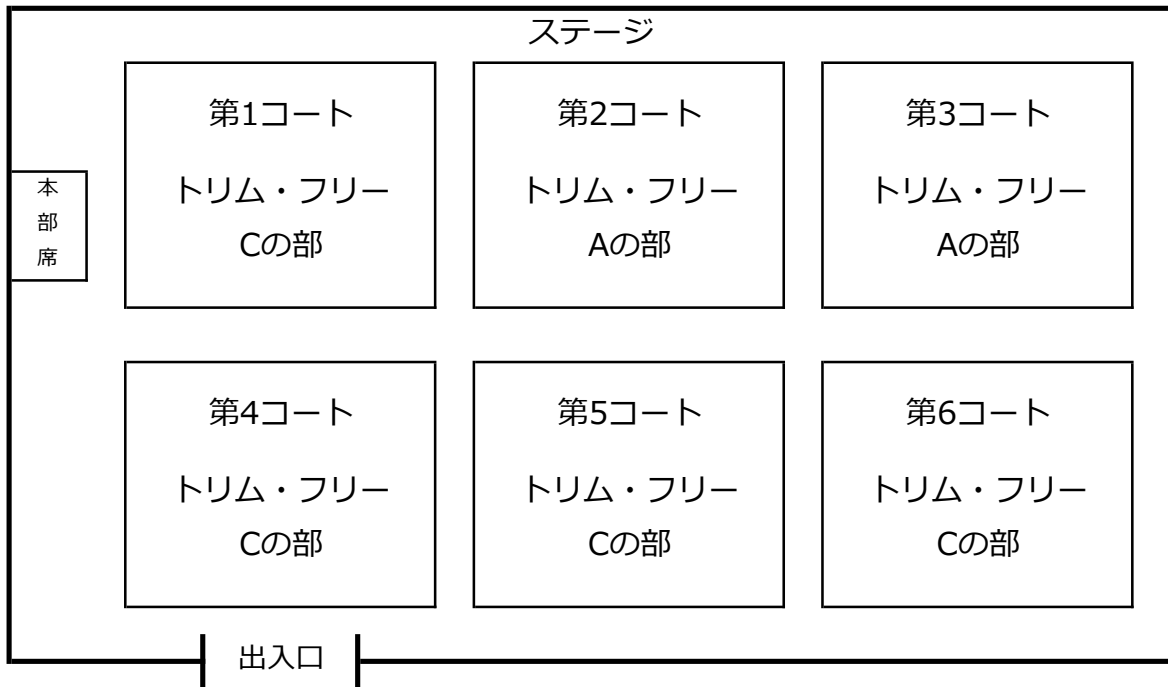 ステージ
第1コート
トリム・フリー
Cの部
第2コート
トリム・フリー
Aの部
第3コート
トリム・フリー
Aの部
本
部
席
第4コート
トリム・フリー
Cの部
第5コート
トリム・フリー
Cの部
第6コート
トリム・フリー
Cの部
出入口